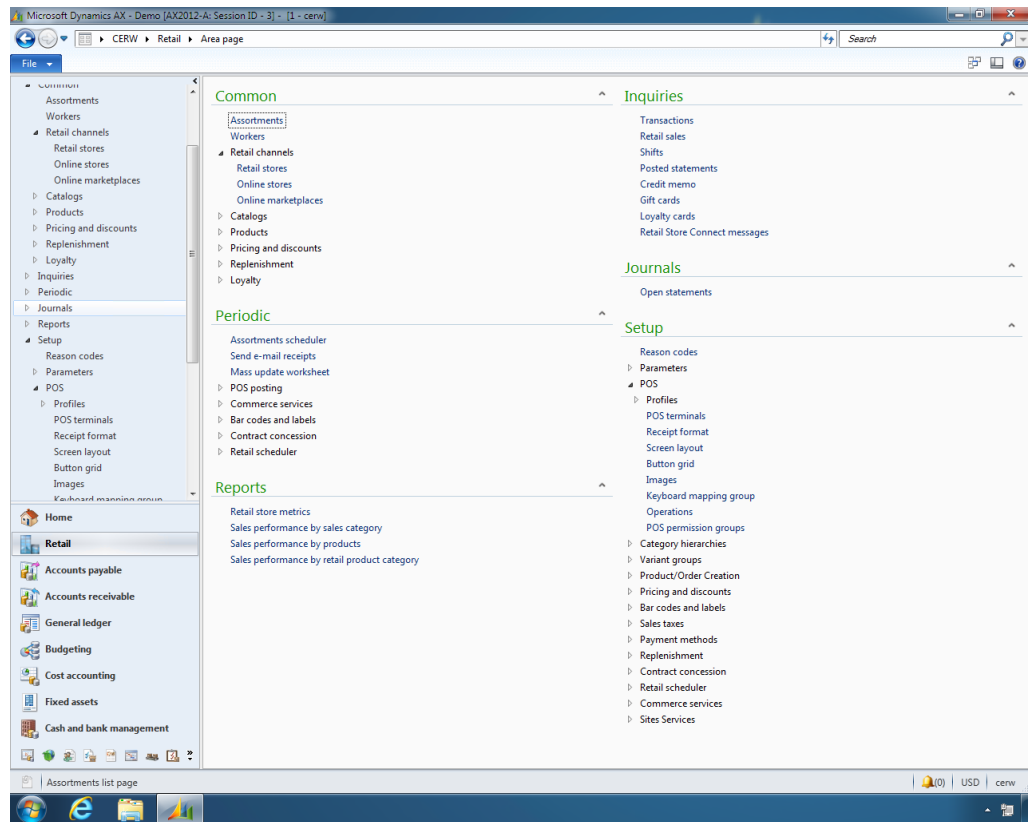 Microsoft Dynamics AX - Demo [AX2012-A: Session ID - 3] - [1 - cerw]
CERW Retail Area page
Search
File
Common
Assortments
Workers
Retail channels
Retail stores
Online stores
Online marketplaces
Catalogs
Products
Pricing and discounts
Replenishment
Loyalty
Inquiries
Periodic
Journals
Reports
Setup
Reason codes
Parameters
POS
Profiles
POS terminals
Receipt format
Screen layout
Button grid
Images
Keyboard mapping group
Home
Retail
Accounts payable
Accounts receivable
General ledger
Budgeting
Cost accounting
Fixed assets
Cash and bank management
Common
Assortments
Workers
Retail channels
Retail stores
Online stores
Online marketplaces
Catalogs
Products
Pricing and discounts
Replenishment
Loyalty
Periodic
Assortments scheduler
Send e-mail receipts
Mass update worksheet
POS posting
Commerce services
Bar codes and labels
Contract concession
Retail scheduler
Reports
Retail store metrics
Sales performance by sales category
Sales performance by products
Sales performance by retail product category
Inquiries
Transactions
Retail sales
Shifts
Posted statements
Credit memo
Gift cards
Loyalty cards
Retail Store Connect messages
Journals
Open statements
Setup
Reason codes
Parameters
POS
Profiles
POS terminals
Receipt format
Screen layout
Button grid
Images
Keyboard mapping group
Operations
POS permission groups
Category hierarchies
Variant groups
Product/Order Creation
Pricing and discounts
Bar codes and labels
Sales taxes
Payment methods
Replenishment
Contract concession
Retail scheduler
Commerce services
Sites Services
Assortments list page
(0) USD cerw